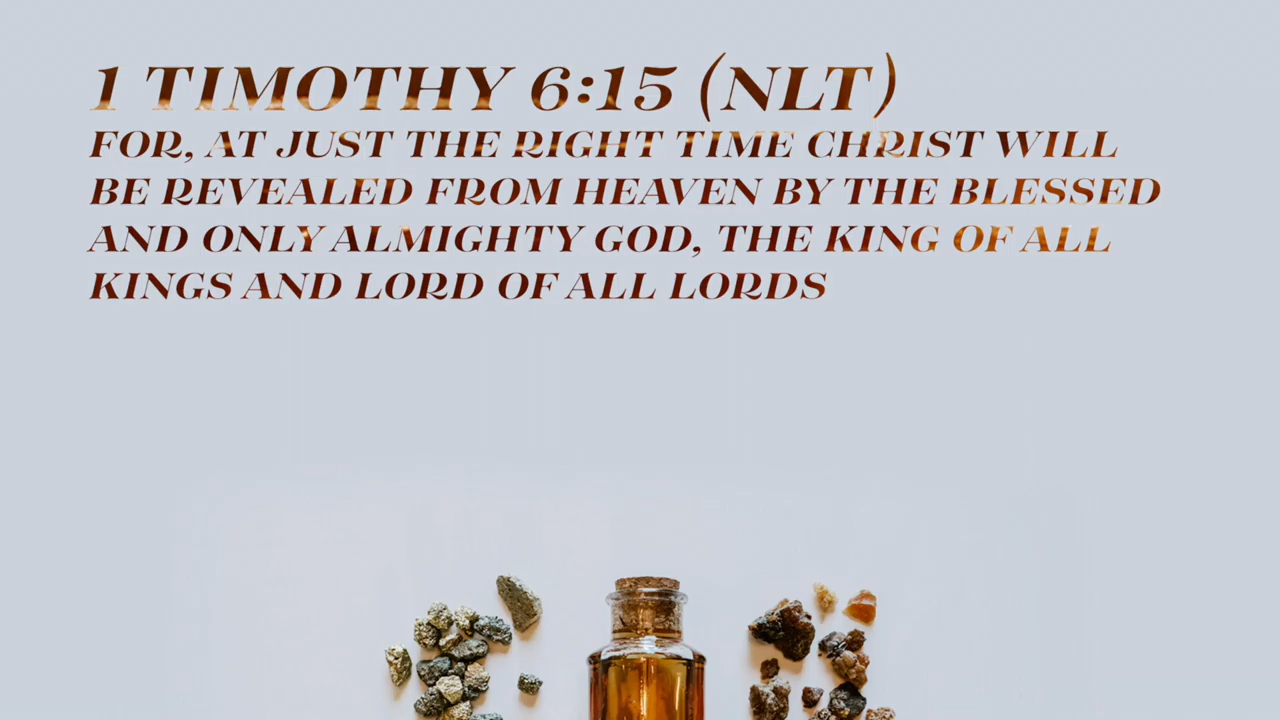 1 TIMOTHY 6:15 (NLT)
FOR, AT JUST THE RIGHT TIME CHRIST WILL
BE REVEALED FROM HEAVEN BY THE BLESSED
AND ONLY ALMIGHTY GOD, THE KING OF ALL
KINGS AND LORD OF ALL LORDS